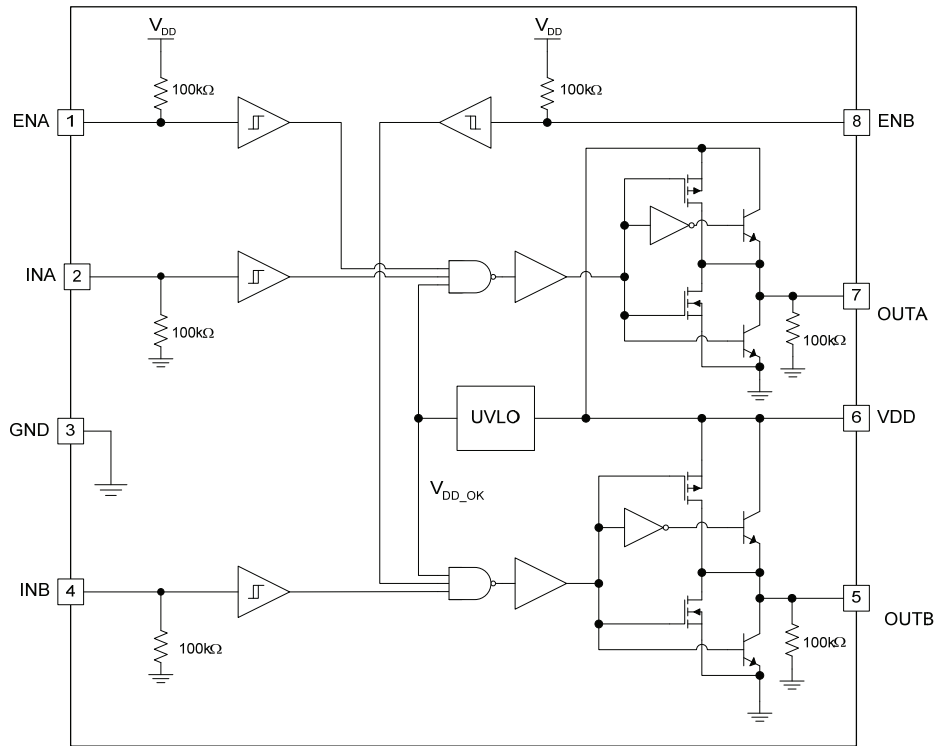 VDD
VDD
100kΩ
100kΩ
ENA
1
8
ENB
INA
2
7
OUTA
100kΩ
100kΩ
GND
3
UVLO
6
VDD
VDD_OK
INB
4
5
OUTB
100kΩ
100kΩ